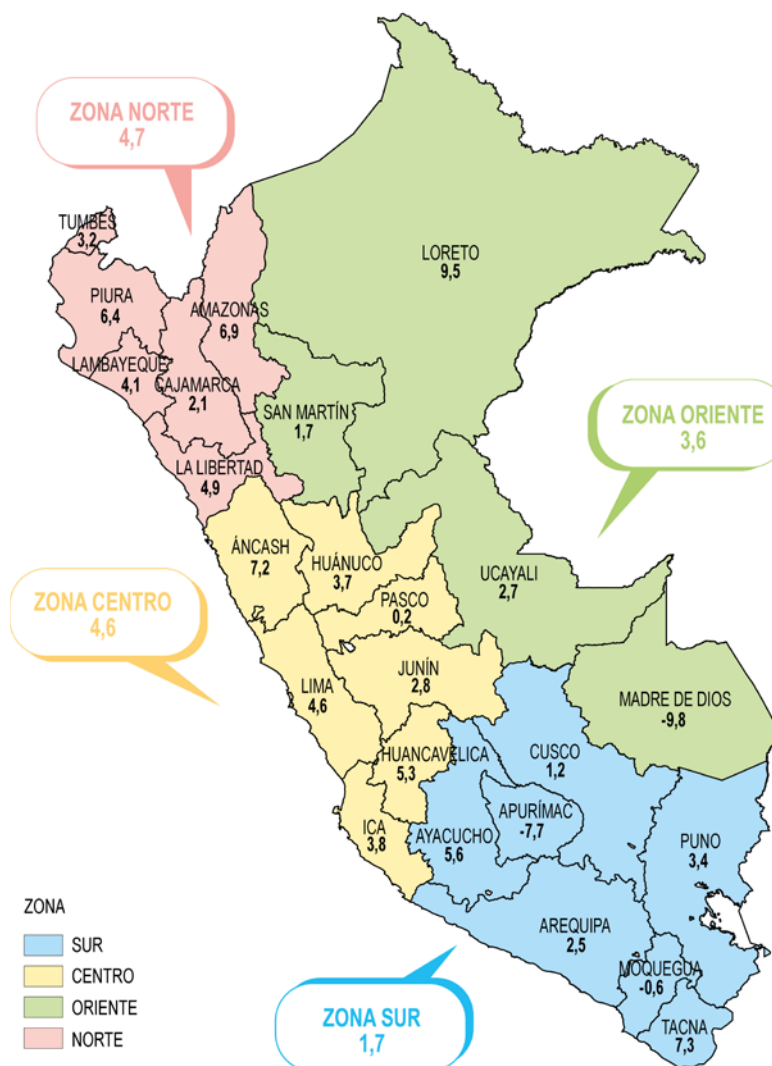 ZONA NORTE
4,7
TUMBES
3,2
PIURA
6,4
AMAZONAS
6,9
LAMBAYEQUE
4,1
CAJAMARCA
2,1
LA LIBERTAD
4,9
LORETO
9,5
SAN MARTÍN
1,7
ZONA ORIENTE
3,6
ÁNCASH
7,2
HUÁNUCO
3,7
PASCO
0,2
UCAYALI
2,7
ZONA CENTRO
4,6
LIMA
4,6
JUNÍN
2,8
MADRE DE DIOS
-9,8
HUANCAVELICA
5,3
CUSCO
1,2
ICA
3,8
AYACUCHO
5,6
APURÍMAC
-7,7
PUNO
3,4
AREQUIPA
2,5
MOQUEGUA
-0,6
TACNA
7,3
ZONA SUR
1,7
ZONA
SUR
CENTRO
ORIENTE
NORTE